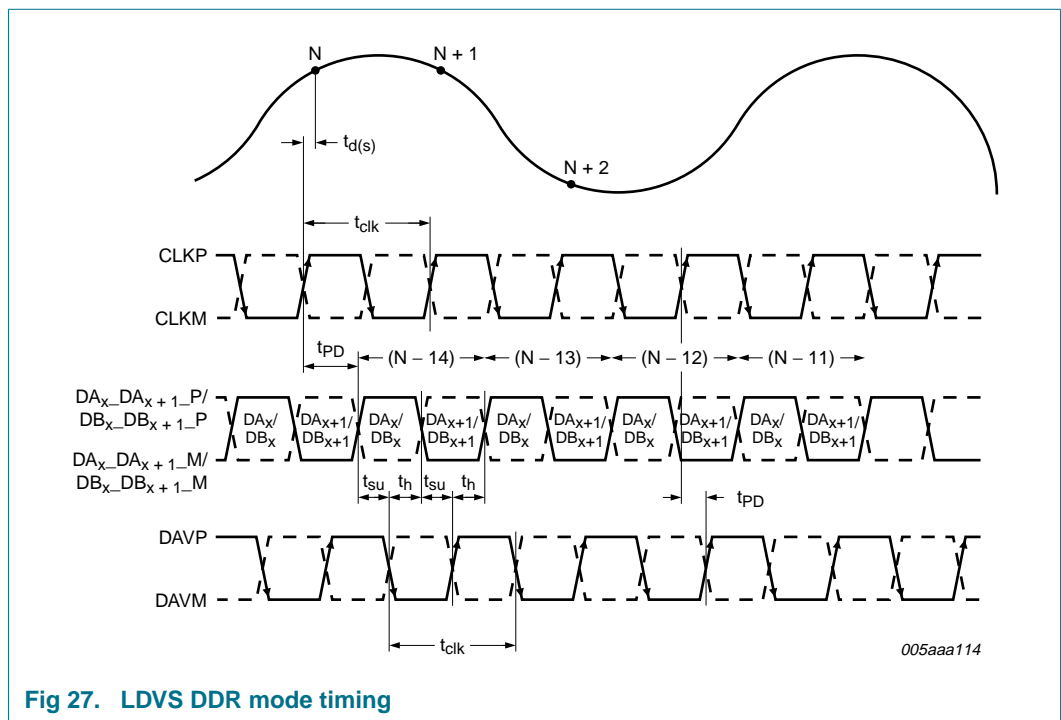 N
N + 1
t_d(s)
N + 2
t_clk
CLKP
CLKM
t_PD
(N – 14)
(N – 13)
(N – 12)
(N – 11)
DA_x_DA_x + 1_P/
DB_x_DB_x + 1_P
DA_x/
DB_x
DA_x+1/
DB_x+1
DA_x/
DB_x
DA_x+1/
DB_x+1
DA_x/
DB_x
DA_x+1/
DB_x+1
DA_x/
DB_x
DA_x+1/
DB_x+1
DA_x/
DB_x
DA_x+1/
DB_x+1
DA_x_DA_x + 1_M/
DB_x_DB_x + 1_M
t_su
t_h
t_su
t_h
t_PD
DAVP
DAVM
t_clk
005aaa114
Fig 27. LDVS DDR mode timing